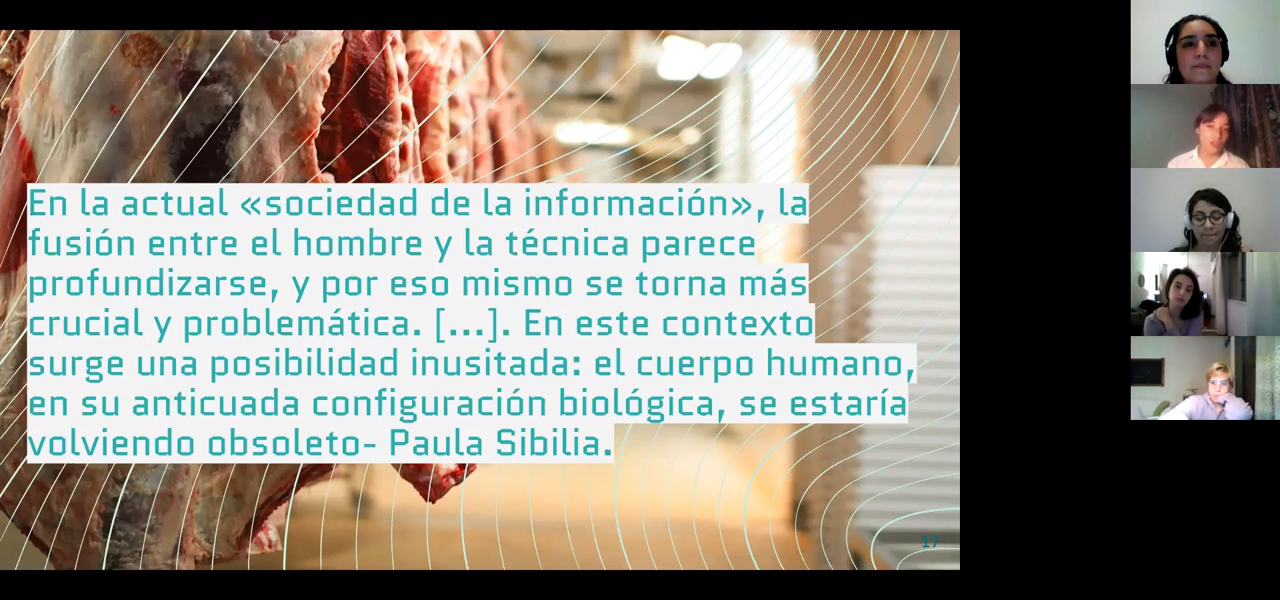 En la actual «sociedad de la información», la
fusión entre el hombre y la técnica parece
profundizarse, y por eso mismo se torna más
crucial y problemática. [...]. En este contexto
surge una posibilidad inusitada: el cuerpo humano,
en su anticuada configuración biológica, se estaría
volviendo obsoleto- Paula Sibilia.
17